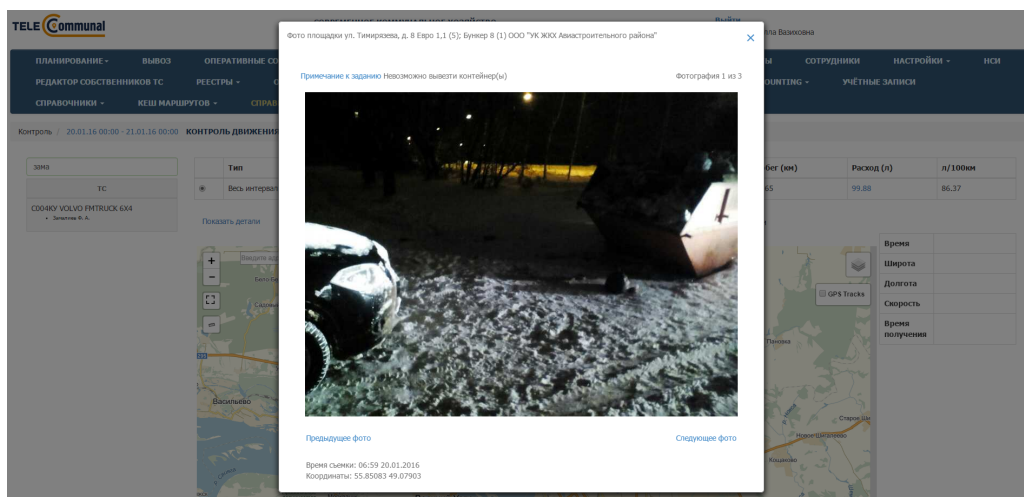 TELE Communal
Фото площадки ул. Тимирязева, д. 8 Евро 1,1 (5); Бункер 8 (1) ООО "УК ЖКХ Авиастроительного района"
×
Выйти
ПЛАНИРОВАНИЕ ВЫВОЗ
СОТРУДНИКИ НАСТРОЙКИ НСИ
РЕДАКТОР СОБСТВЕННИКОВ ТС РЕЕСТРЫ
УЧЁТНЫЕ ЗАПИСИ
СПРАВОЧНИКИ КЕШ МАРШРУТОВ
Примечание к заданию Невозможно вывезти контейнер(ы) Фотография 1 из 3
Контроль / 20.01.16 00:00 - 21.01.16 00:00 КОНТРОЛЬ ДВИЖЕНИЯ
Тип Расход (л) л/100км
ТС Весь интервал 99.88 86.37
С004КУ VOLVO FMTRUCK 6X4
Показать детали
Время
Широта
Долгота
GPS Tracks
Скорость
Время
получения
+
−
Васильево
Предыдущее фото Следующее фото
Время съемки: 06:59 20.01.2016
Координаты: 55.85083 49.07903